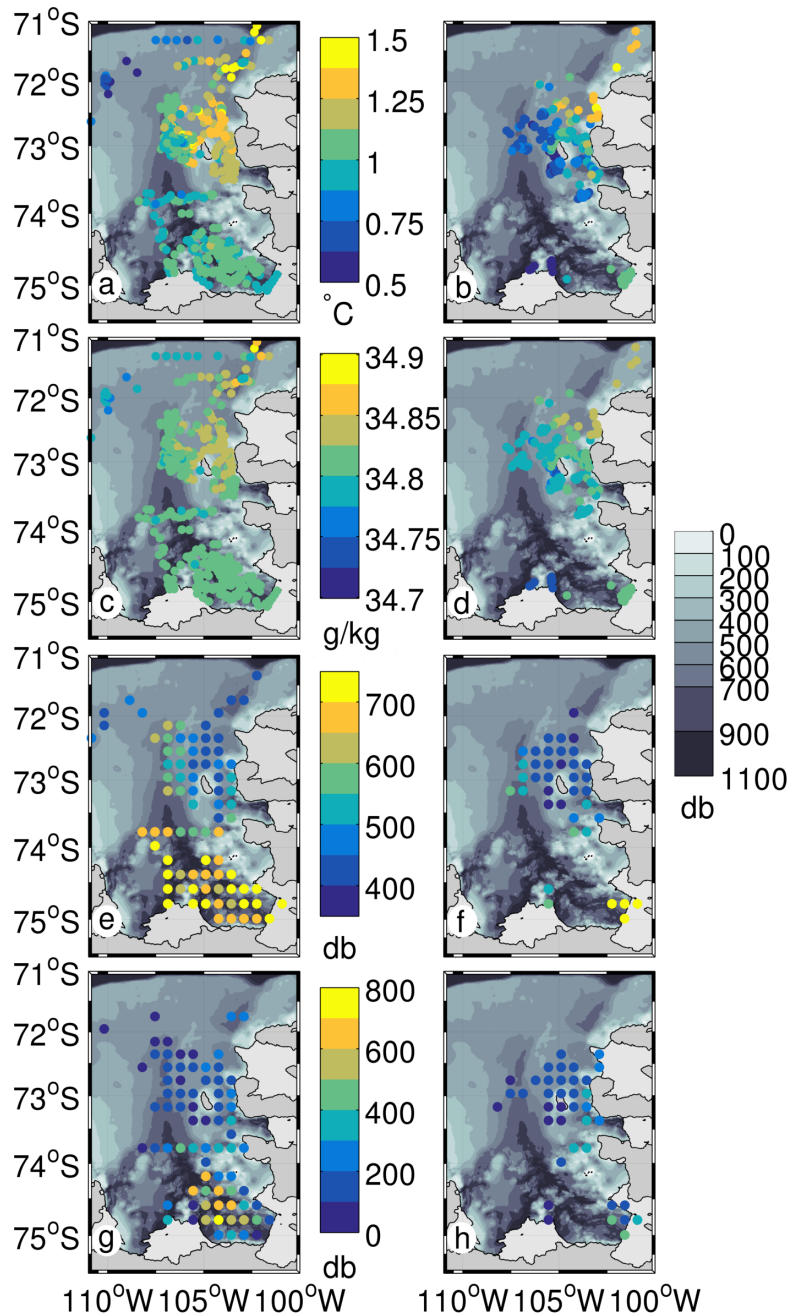 71°S
72°S
73°S
74°S
75°S
a
1.5
1.25
1
0.75
0.5
°C
b
71°S
72°S
73°S
74°S
75°S
c
34.9
34.85
34.8
34.75
34.7
g/kg
d
0
100
200
300
400
500
600
700
900
1100
db
71°S
72°S
73°S
74°S
75°S
e
700
600
500
400
db
f
71°S
72°S
73°S
74°S
75°S
g
800
600
400
200
0
db
h
110°W 105°W 100°W 110°W 105°W 100°W